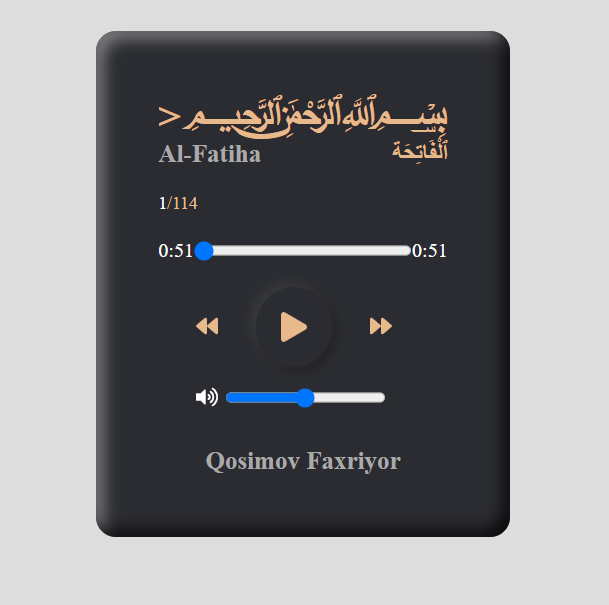 بِسْمِ ٱللَّهِ ٱلرَّحْمَٰنِ ٱلرَّحِيمِ >
Al-Fatiha ٱلْفَاتِحَة
1/114
0:51 0:51
Qosimov Faxriyor